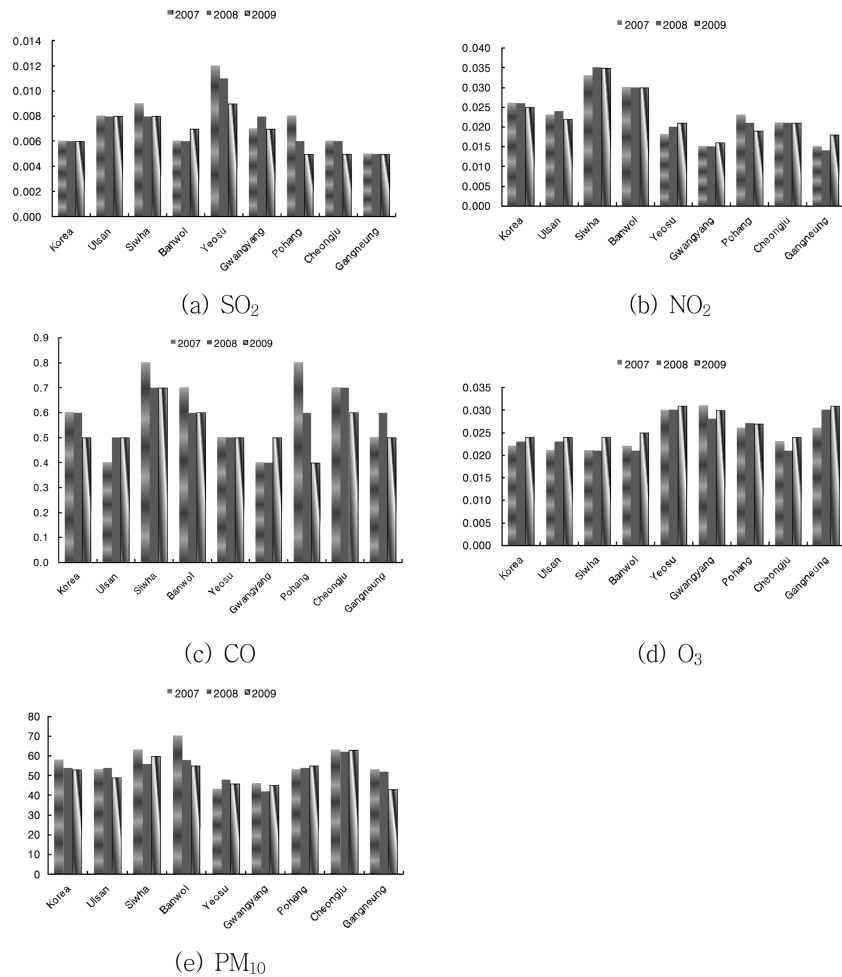 2007 2008 2009
0.014
0.012
0.010
0.008
0.006
0.004
0.002
0.000
Korea Ulsan Siwha Banwol Yeosu Gwangyang Pohang Cheongju Gangneung
(a) SO₂
2007 2008 2009
0.040
0.035
0.030
0.025
0.020
0.015
0.010
0.005
0.000
Korea Ulsan Siwha Banwol Yeosu Gwangyang Pohang Cheongju Gangneung
(b) NO₂
2007 2008 2009
0.9
0.8
0.7
0.6
0.5
0.4
0.3
0.2
0.1
0.0
Korea Ulsan Siwha Banwol Yeosu Gwangyang Pohang Cheongju Gangneung
(c) CO
2007 2008 2009
0.035
0.030
0.025
0.020
0.015
0.010
0.005
0.000
Korea Ulsan Siwha Banwol Yeosu Gwangyang Pohang Cheongju Gangneung
(d) O₃
2007 2008 2009
80
70
60
50
40
30
20
10
0
Korea Ulsan Siwha Banwol Yeosu Gwangyang Pohang Cheongju Gangneung
(e) PM₁₀